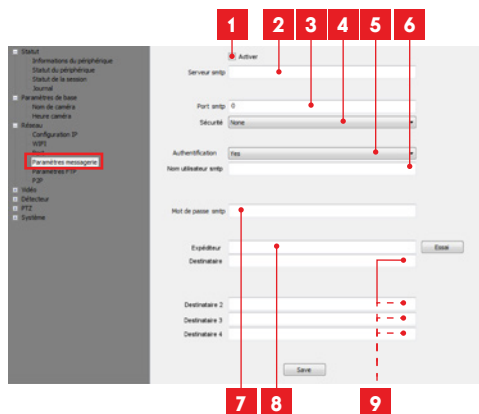 1 2 3 4 5 6
Statut
Informations du périphérique
Statut du périphérique
Statut de la session
Journal
Paramètres de base
Nom de caméra
Heure caméra
Réseau
Configuration IP
WIFI
Paramètres messagerie
Paramètres FTP
P2P
Vidéo
Détecteur
PTZ
Système
Activer
Serveur smtp
Port smtp 0
Sécurité None
Authentification Yes
Nom utilisateur smtp
Mot de passe smtp
Expéditeur Essai
Destinataire
Destinataire 2
Destinataire 3
Destinataire 4
Save
7 8 9